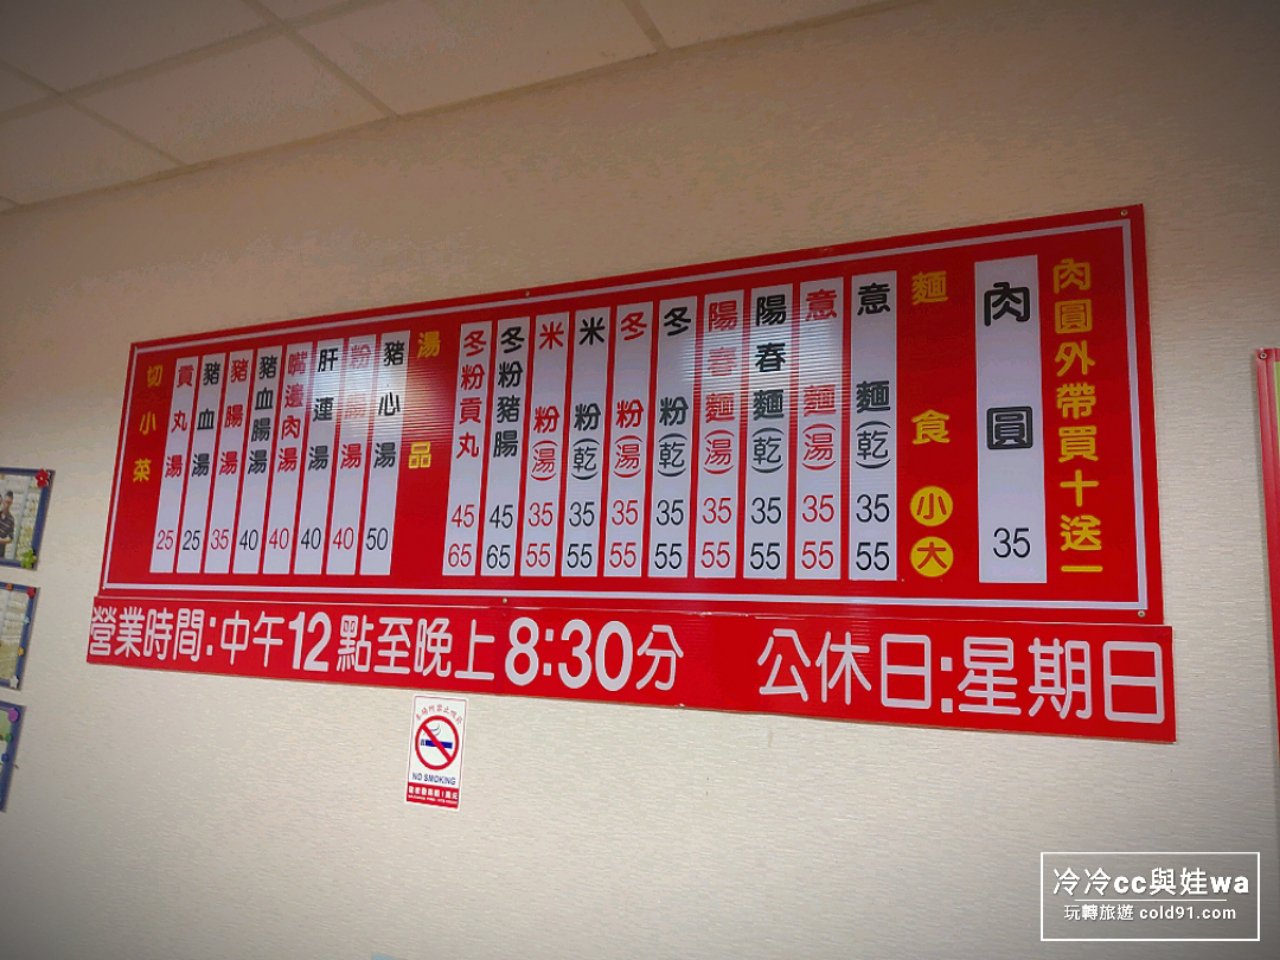 肉圓外帶買十送一
肉圓 35
麵食 小 大
意麵(乾) 35 55
意麵(湯) 35 55
陽春麵(乾) 35 55
陽春麵(湯) 35 55
冬粉(乾) 35 55
冬粉(湯) 35 55
米粉(乾) 35 55
米粉(湯) 35 55
冬粉豬腸 45 65
冬粉貢丸 45 65
湯品
豬心湯 50
粉腸湯 40
肝連湯 40
嘴邊肉湯 40
豬血腸湯 40
豬腸湯 35
豬血湯 25
貢丸湯 25
切小菜
營業時間:中午12點至晚上8:30分 公休日:星期日
NO SMOKING
冷冷cc與娃wa
玩轉旅遊 cold91.com